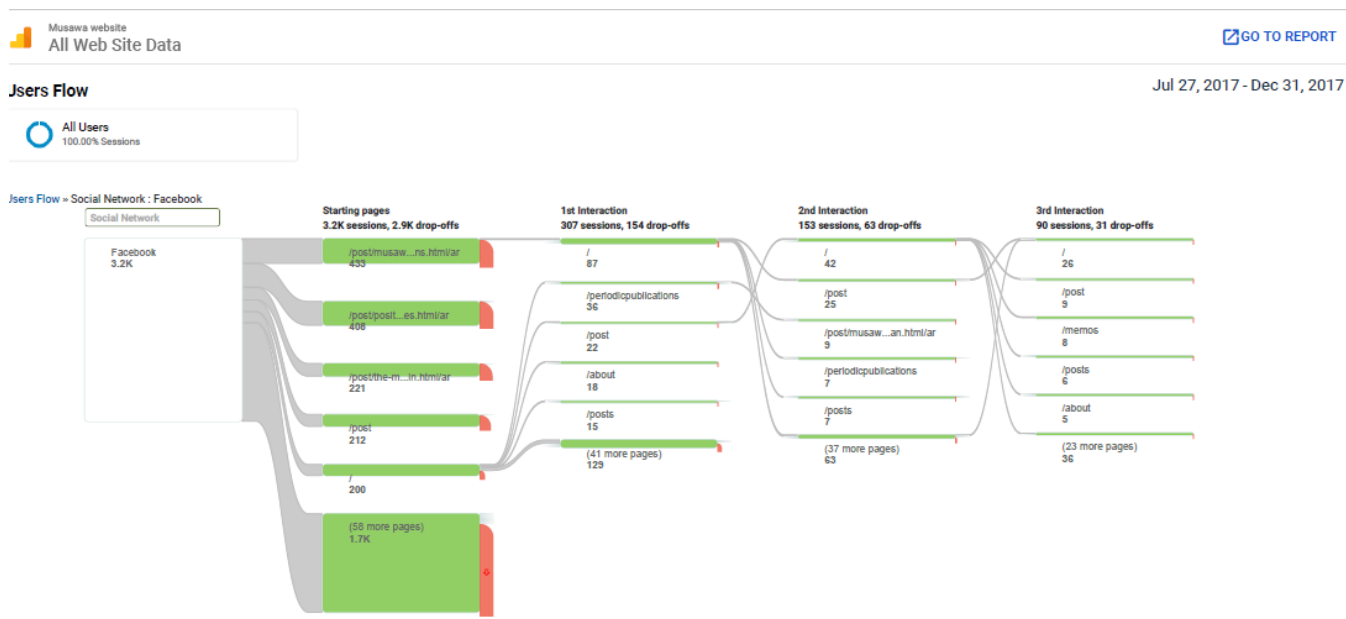 Musawa website
All Web Site Data
GO TO REPORT
Jsers Flow
Jul 27, 2017 - Dec 31, 2017
All Users
100.00% Sessions
Jsers Flow » Social Network : Facebook
Social Network
Facebook
3.2K
Starting pages
3.2K sessions, 2.9K drop-offs
/post/musaw...ns.html/ar
433
/post/posit...es.html/ar
408
/post/the-m...in.html/ar
221
/post
212
/
200
(58 more pages)
1.7K
1st Interaction
307 sessions, 154 drop-offs
/
87
/periodicpublications
36
/post
22
/about
18
/posts
15
(41 more pages)
129
2nd Interaction
153 sessions, 63 drop-offs
/
42
/post
25
/post/musaw...an.html/ar
9
/periodicpublications
7
/posts
7
(37 more pages)
63
3rd Interaction
90 sessions, 31 drop-offs
/
26
/post
9
/memos
8
/posts
6
/about
5
(23 more pages)
36